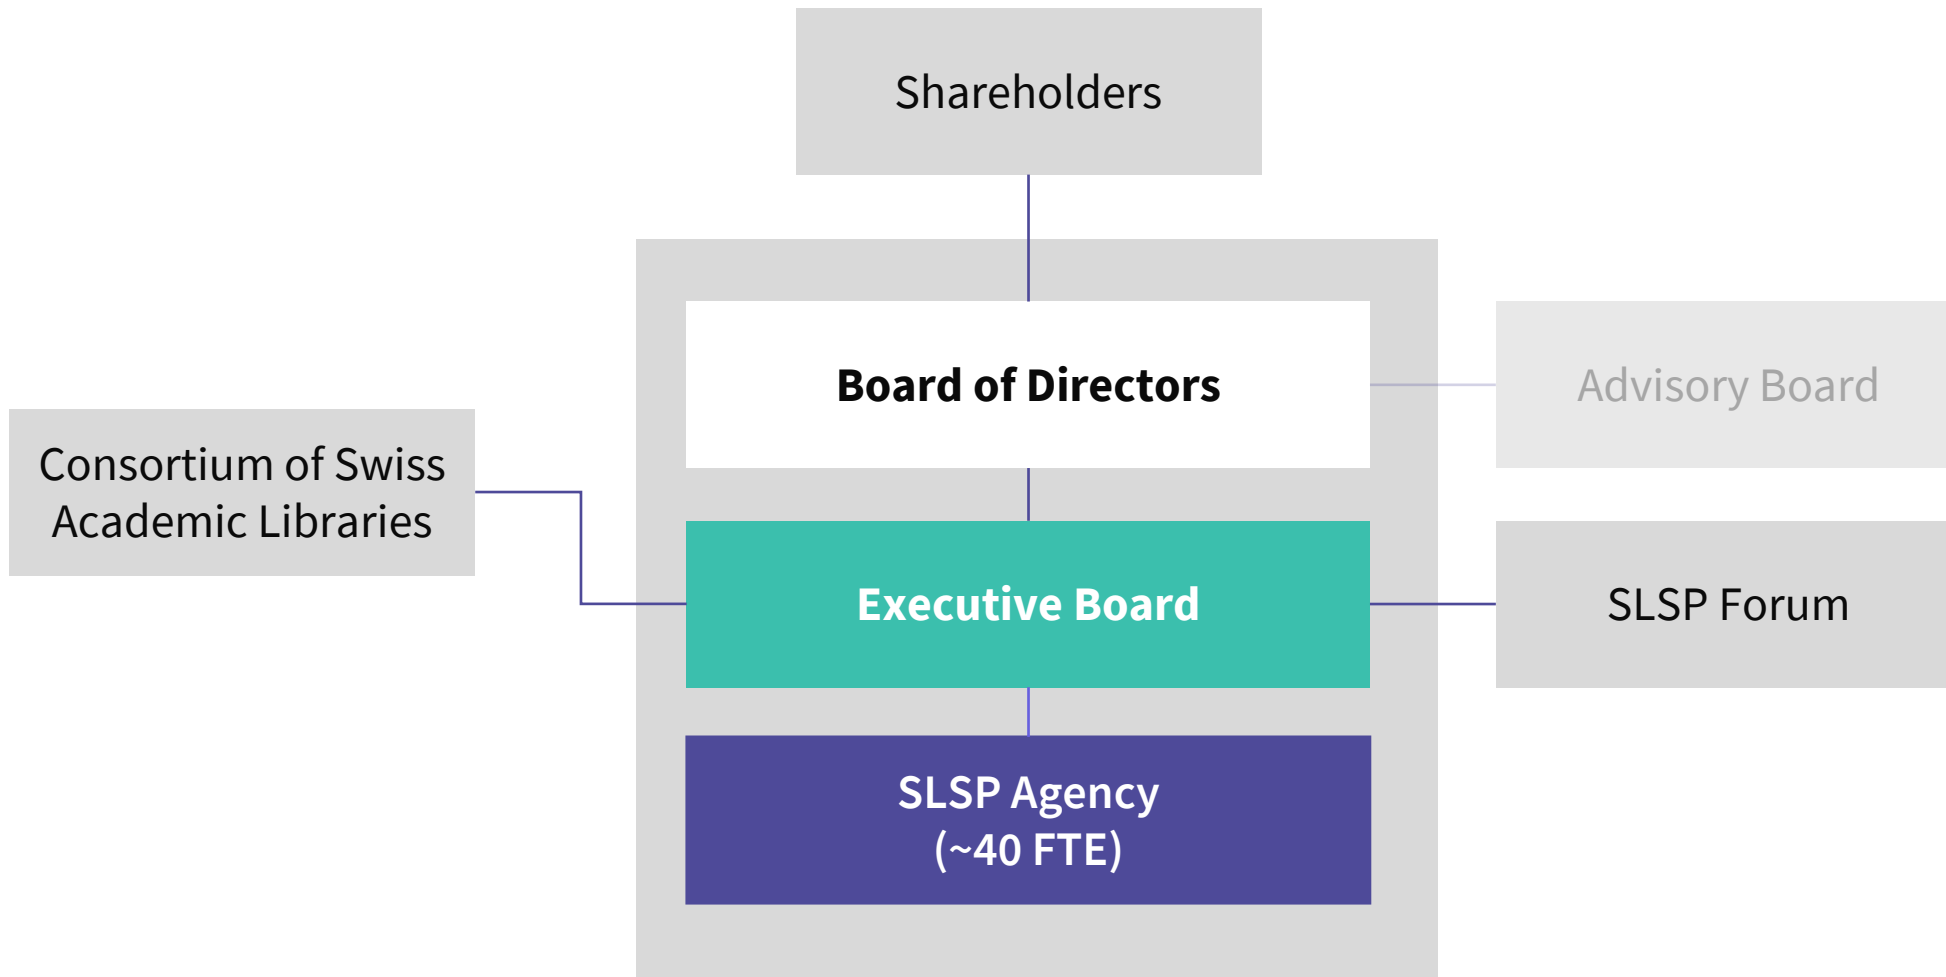 Shareholders
Board of Directors
Advisory Board
Consortium of Swiss
Academic Libraries
Executive Board
SLSP Forum
SLSP Agency
(~40 FTE)